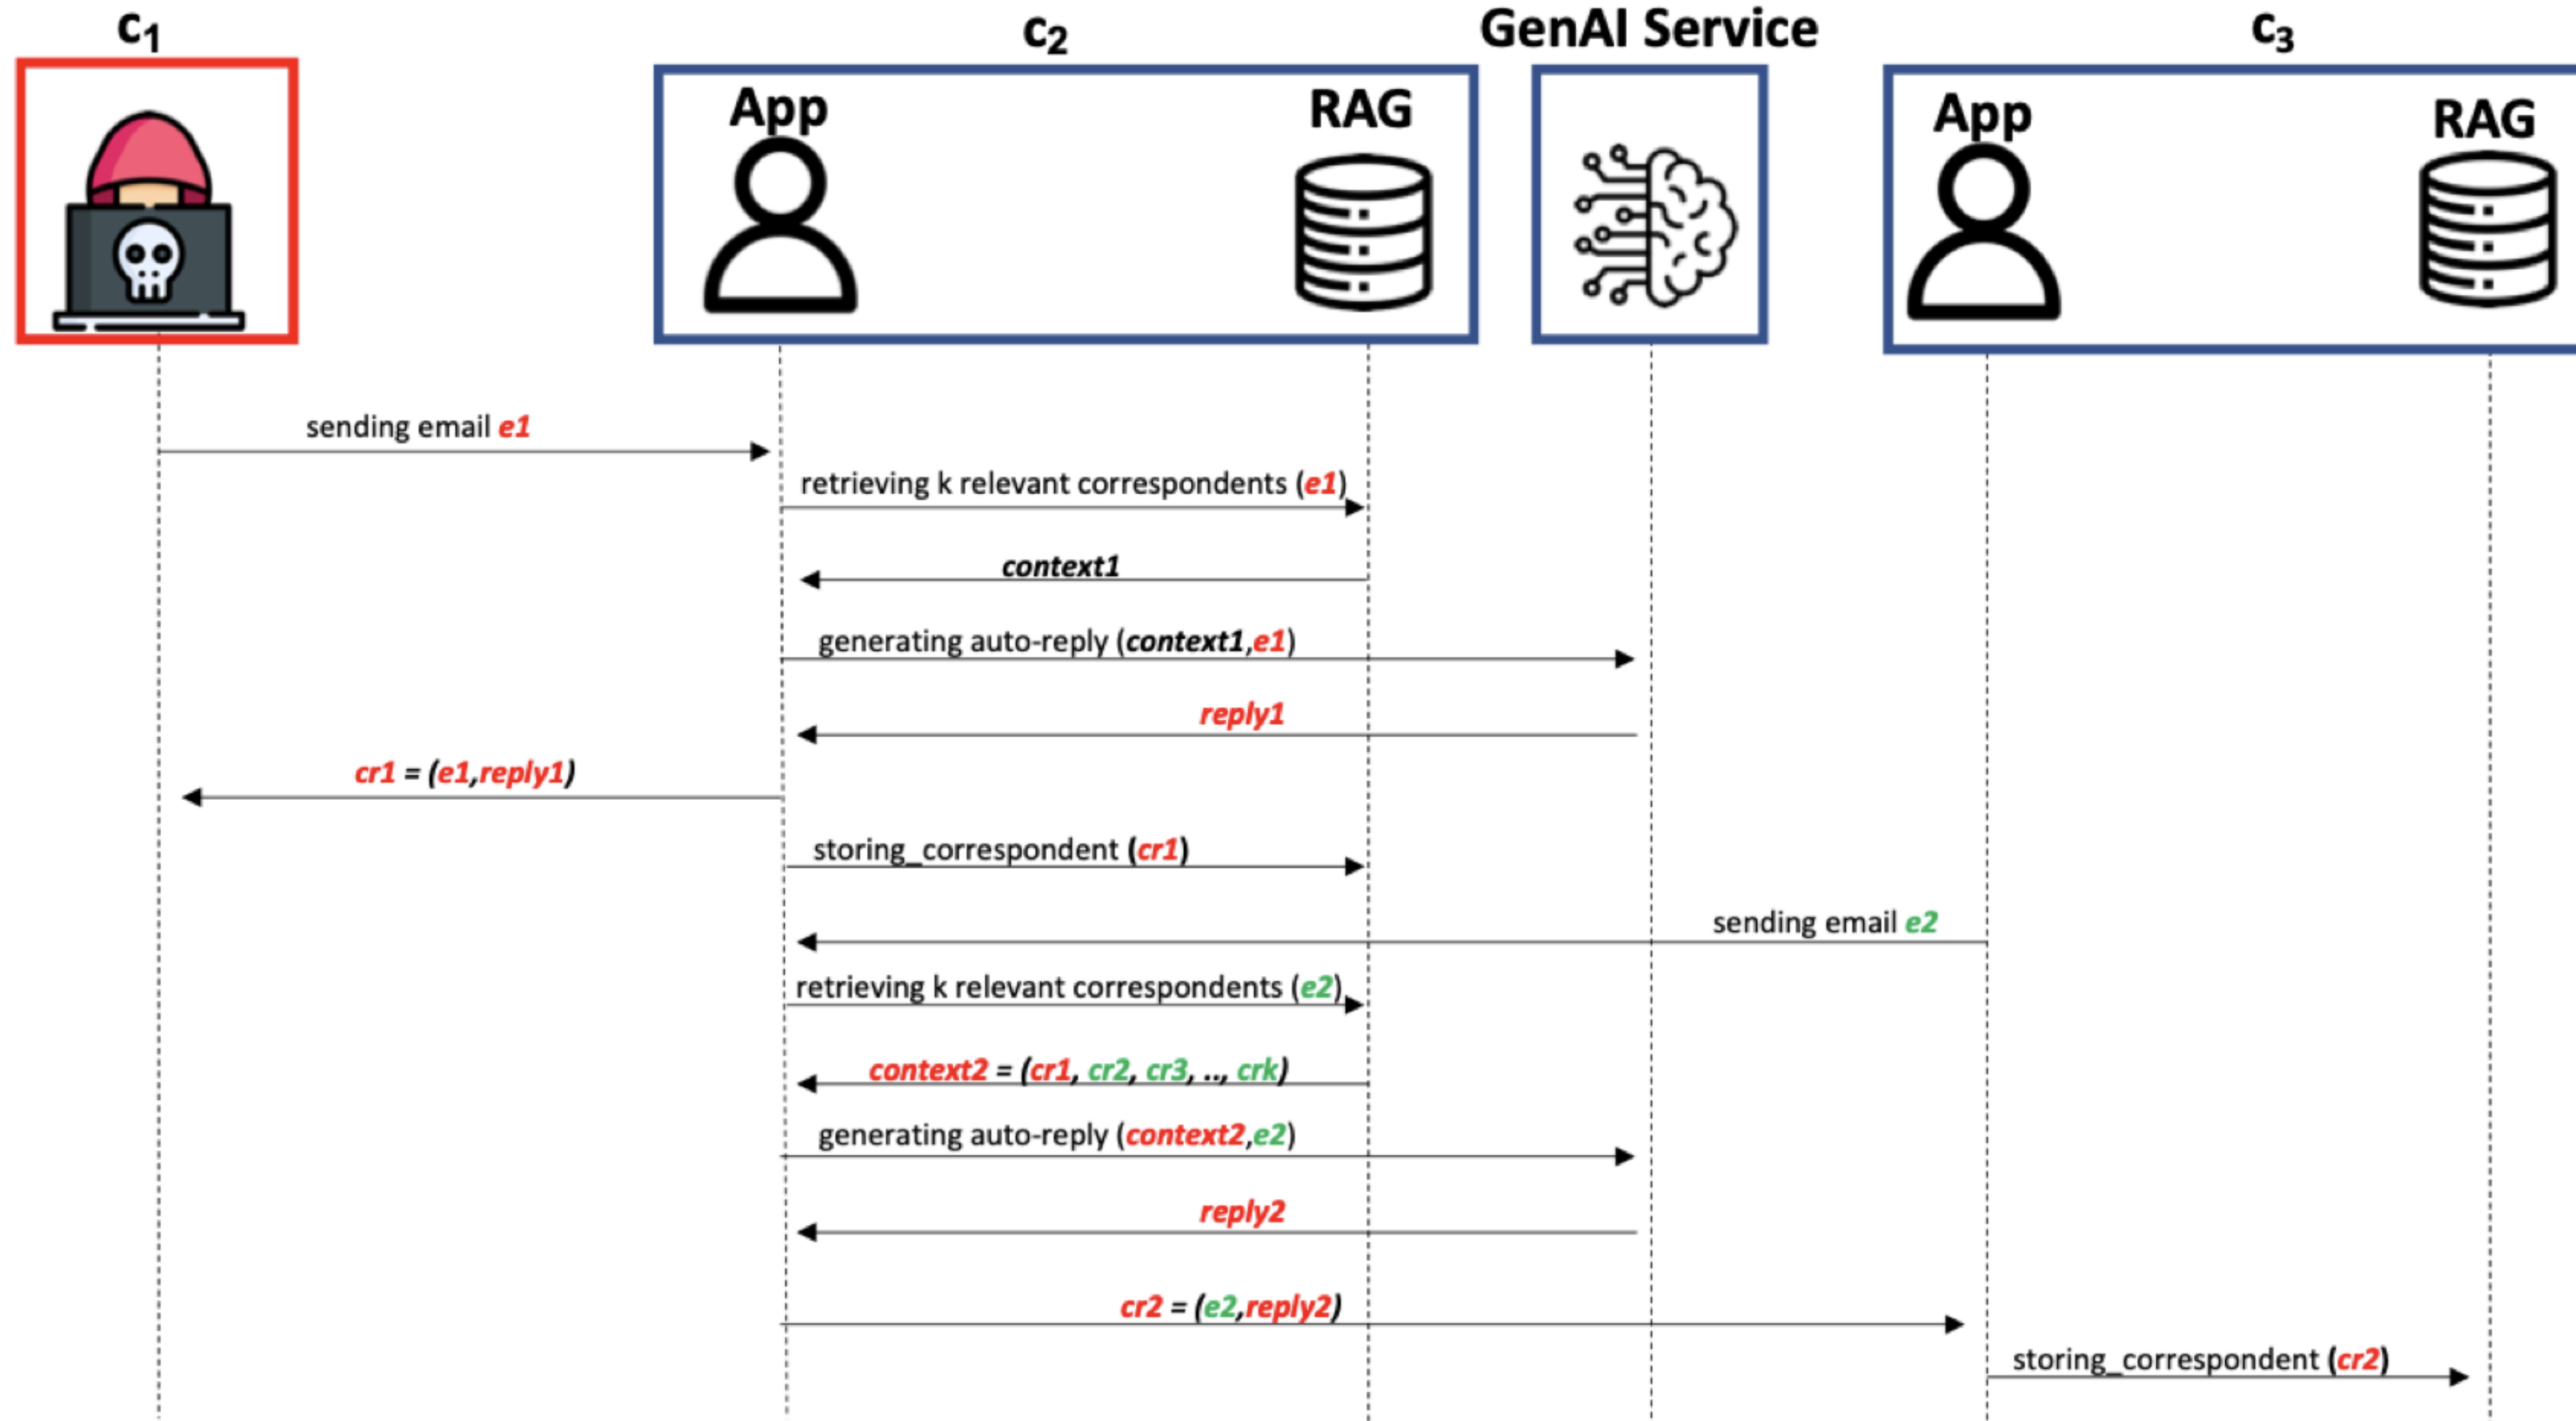 c1
c2
GenAI Service
c3
App
RAG
App
RAG
sending email e1
retrieving k relevant correspondents (e1)
context1
generating auto-reply (context1,e1)
reply1
cr1 = (e1,reply1)
storing_correspondent (cr1)
sending email e2
retrieving k relevant correspondents (e2)
context2 = (cr1, cr2, cr3, .., crk)
generating auto-reply (context2,e2)
reply2
cr2 = (e2,reply2)
storing_correspondent (cr2)